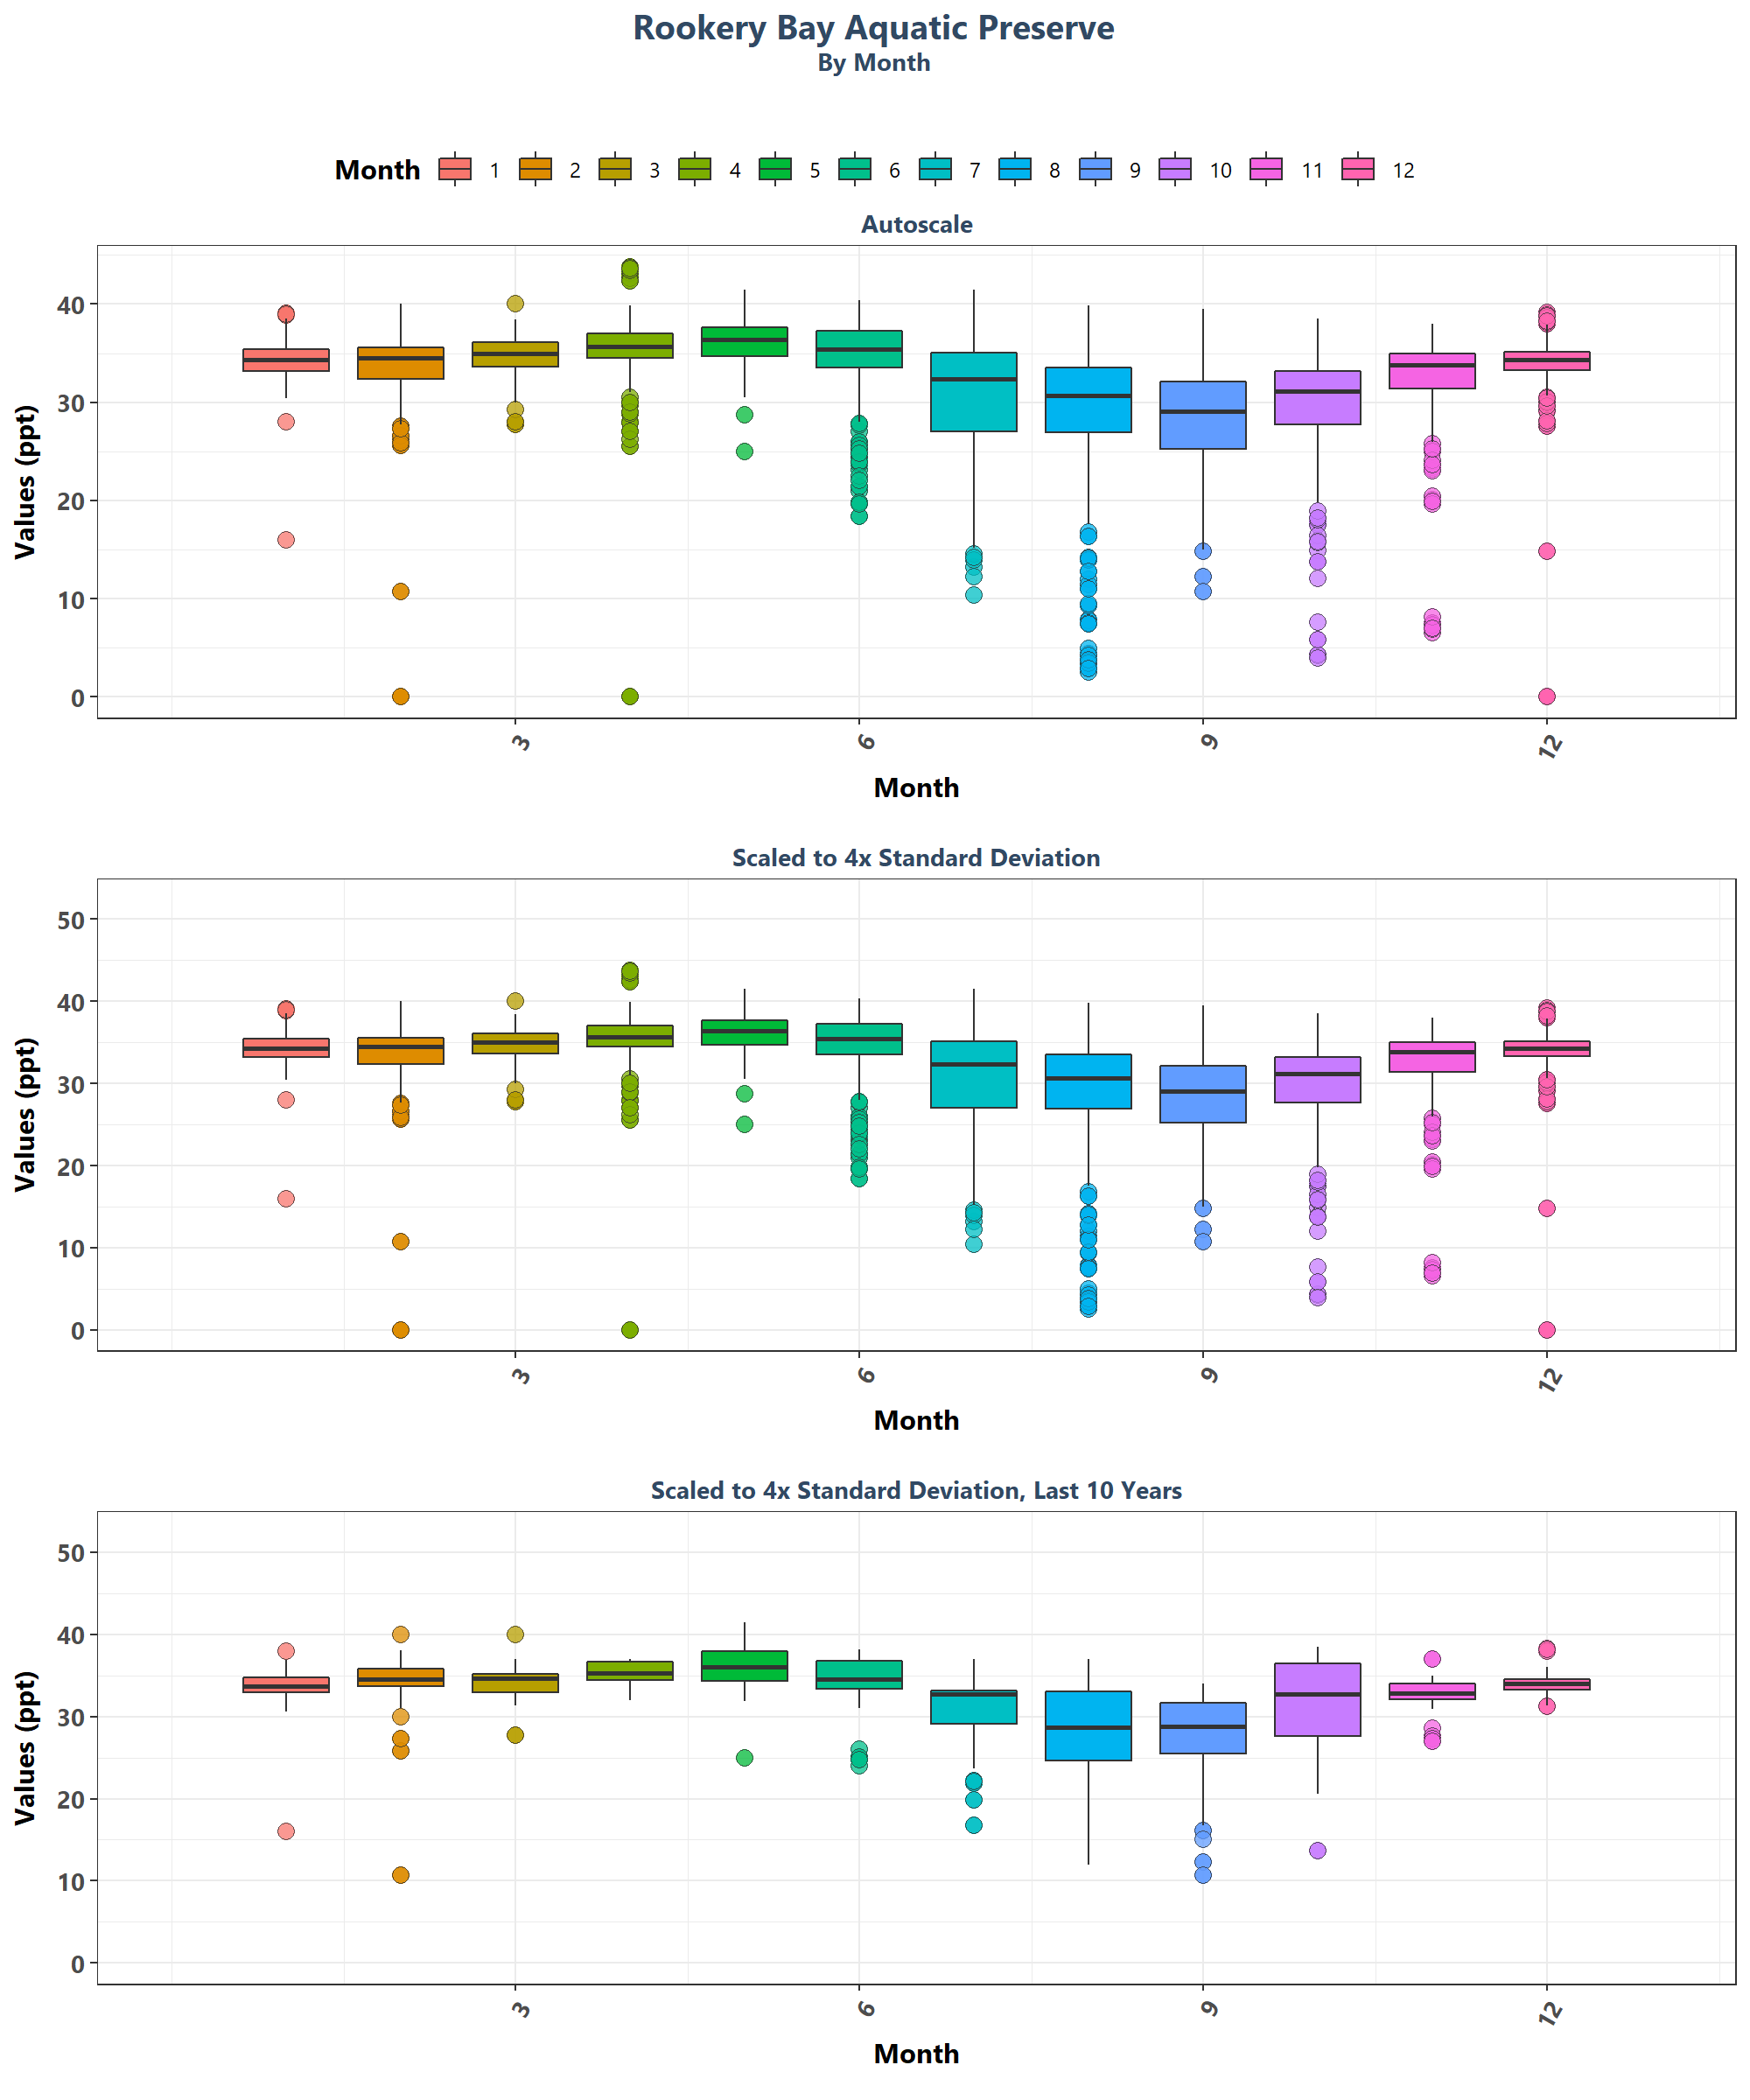 Rookery Bay Aquatic Preserve
By Month
Month 1 2 3 4 5 6 7 8 9 10 11 12
Autoscale
Values (ppt)
40
30
20
10
0
3 6 9 12
Month
Scaled to 4x Standard Deviation
Values (ppt)
50
40
30
20
10
0
3 6 9 12
Month
Scaled to 4x Standard Deviation, Last 10 Years
Values (ppt)
50
40
30
20
10
0
3 6 9 12
Month